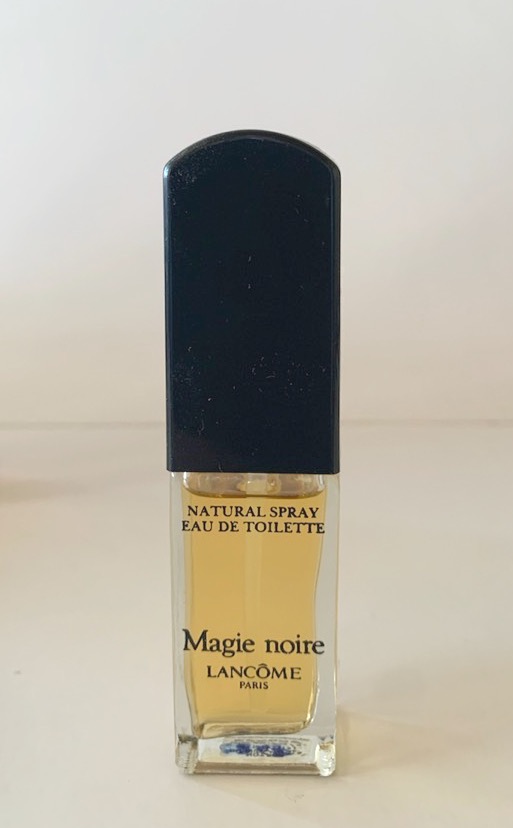 NATURAL SPRAY
EAU DE TOILETTE
Magie noire
LANCÔME
PARIS